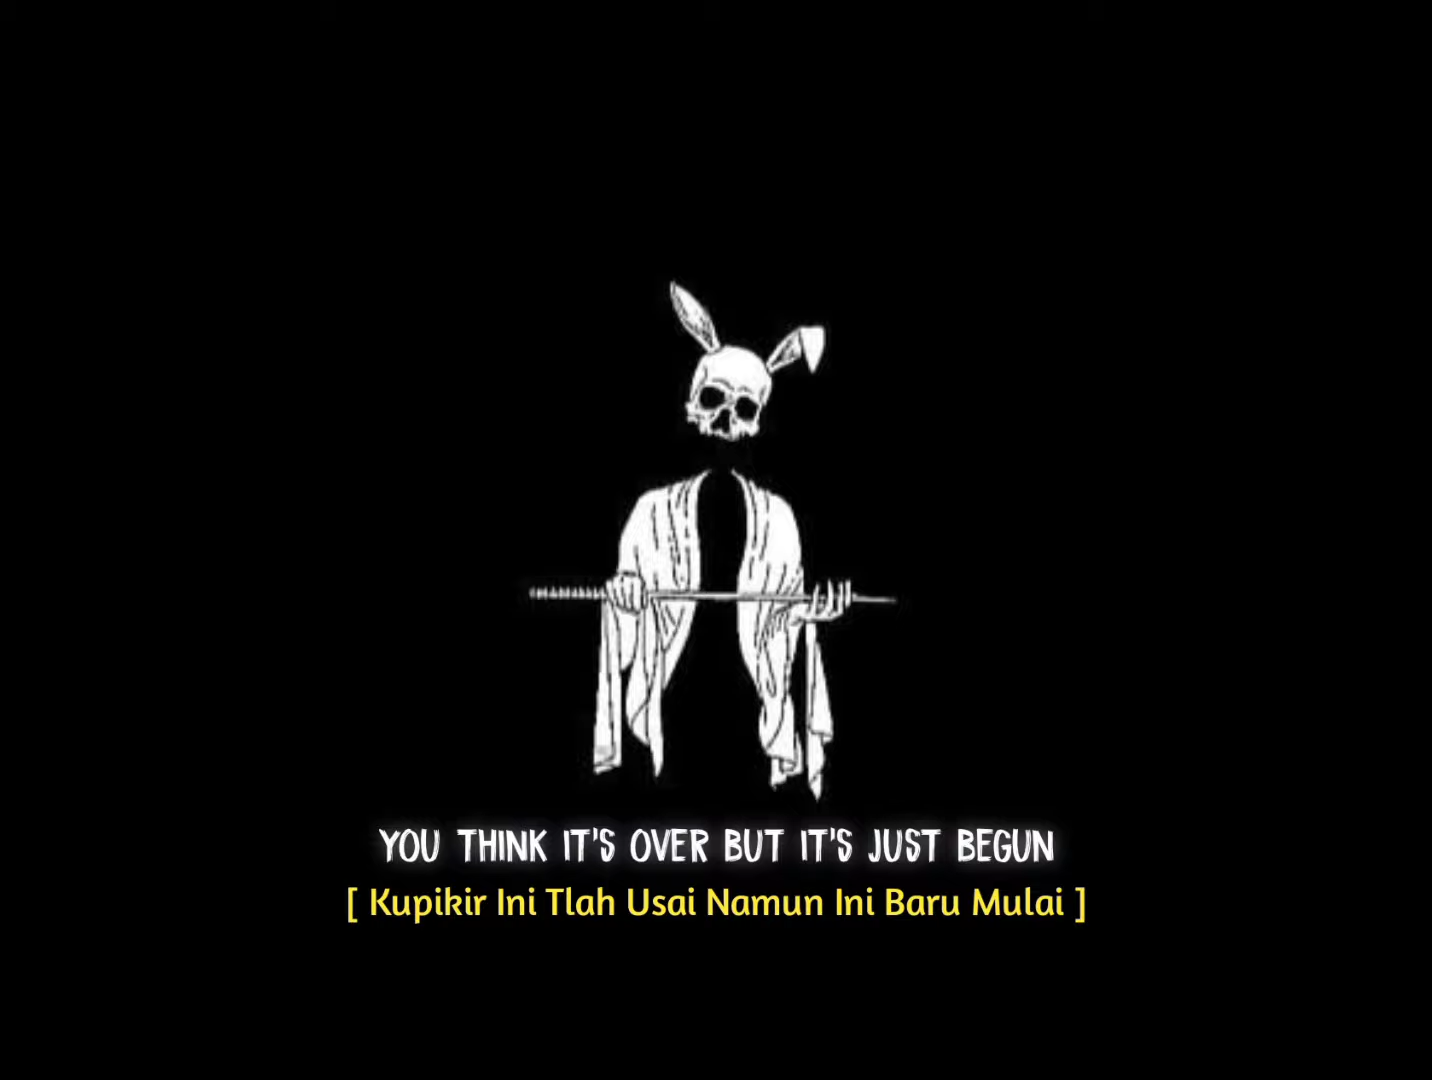 YOU THINK IT'S OVER BUT IT'S JUST BEGUN
[ Kupikir Ini Tlah Usai Namun Ini Baru Mulai ]